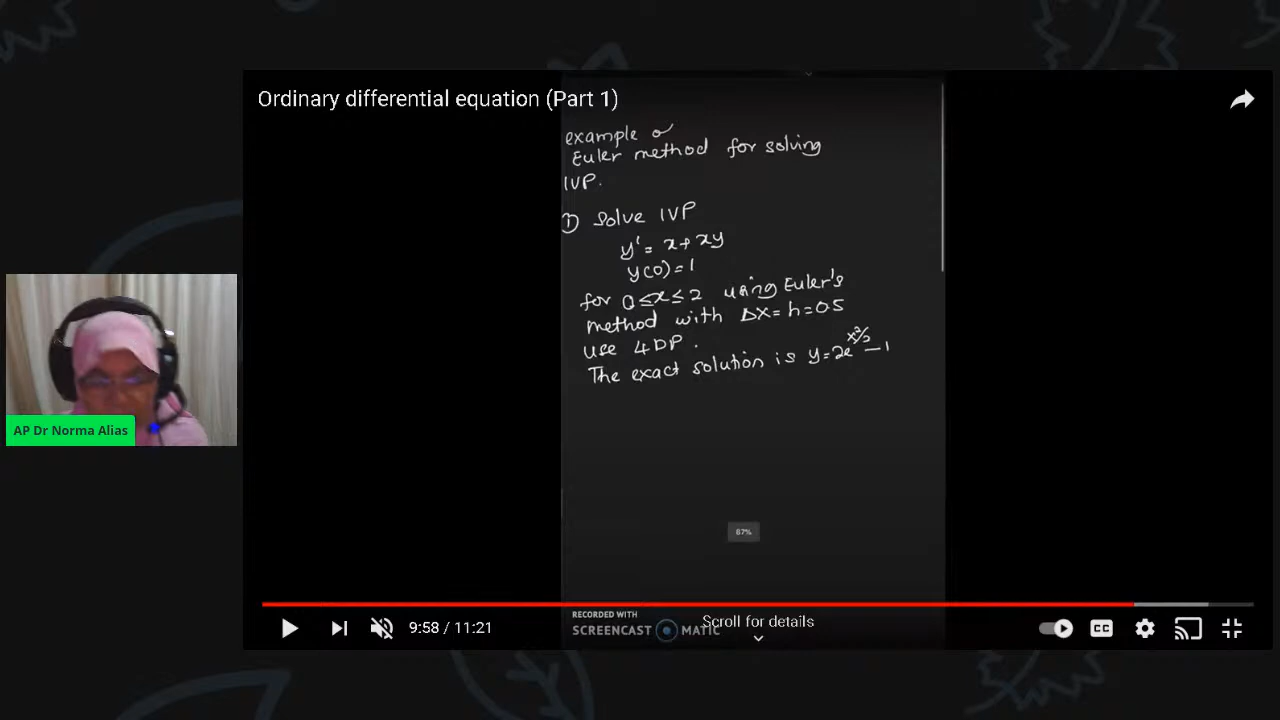 Ordinary differential equation (Part 1)
example
Euler method for solving
IVP.
① Solve IVP
y' = x + xy
y(0) = 1
for 0 ≤ x ≤ 2 using Euler's
method with Δx = h = 0.5
use 4DP.
The exact solution is y = 2e^{x²/2} - 1
AP Dr Norma Alias
67%
RECORDED WITH
SCREENCAST MATIC
Scroll for details
9:58 / 11:21
CC